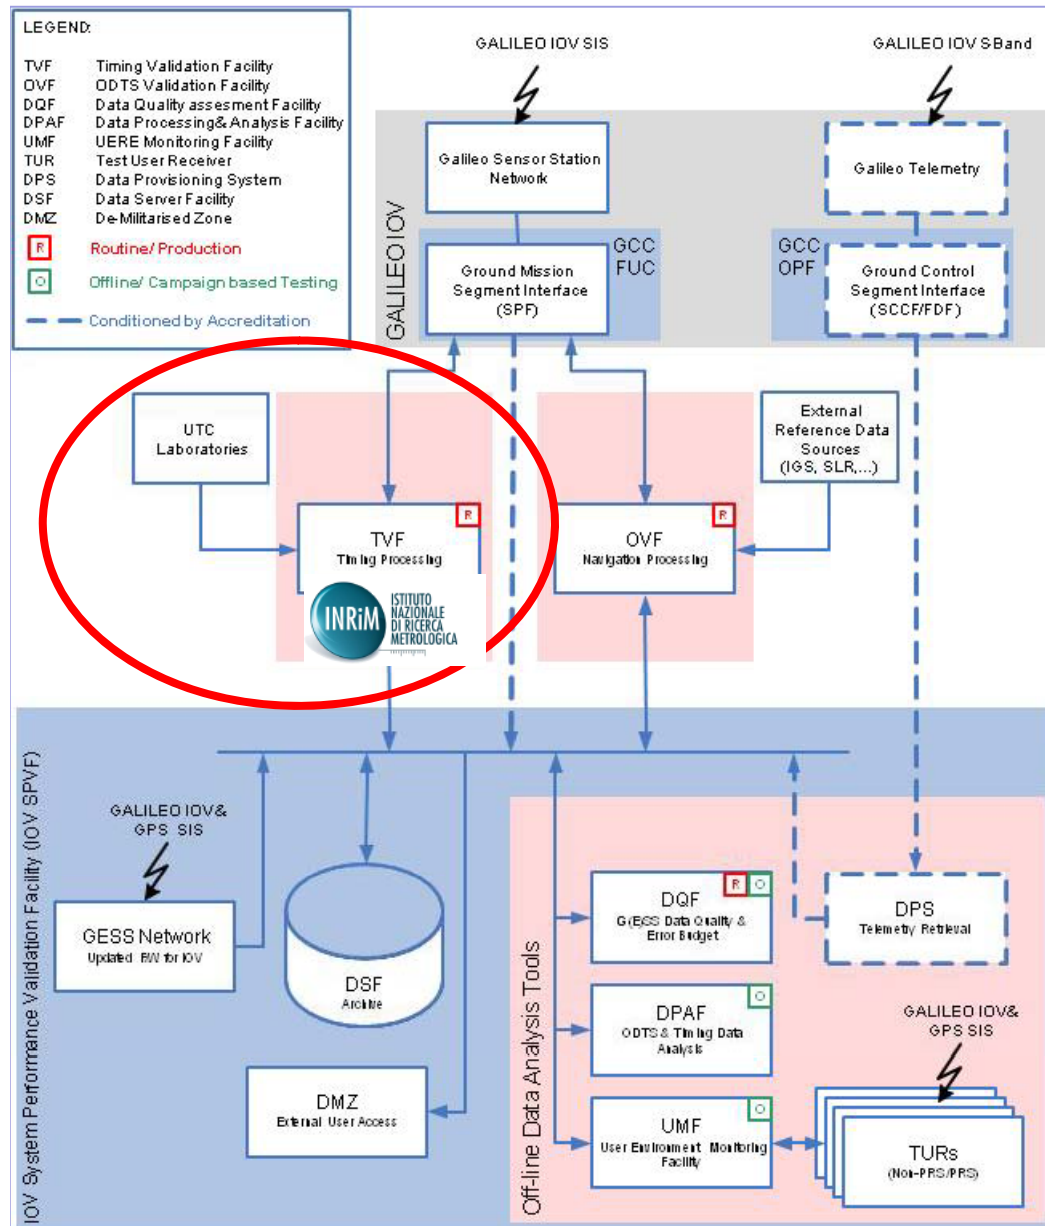 LEGEND:
TVF Timing Validation Facility
OVF ODTS Validation Facility
DQF Data Quality assesment Facility
DPAF Data Processing& Analysis Facility
UMF UERE Monitoring Facility
TUR Test User Receiver
DPS Data Provisioning System
DSF Data Server Facility
DMZ De-Militarised Zone
R Routine/ Production
O Offline/ Campaign based Testing
Conditioned by Accreditation
GALILEO IOV SIS
GALILEO IOV S-Band
GALILEO IOV
Galileo Sensor Station
Network
Galileo Telemetry
GCC
FUC
Ground Mission
Segment Interface
(SPF)
GCC
OPF
Ground Control
Segment Interface
(SCCF/FDF)
UTC
Laboratories
External
Reference Data
Sources
(IGS, SLR,...)
R
TVF
Timing Processing
INRiM
ISTITUTO
NAZIONALE
DI RICERCA
METROLOGICA
R
OVF
Navigation Processing
IOV System Performance Validation Facility (IOV SPVF)
GALILEO IOV&
GPS SIS
GESS Network
Updated F/W for IOV
DSF
Archive
DMZ
External User Access
Off-line Data Analysis Tools
R O
DQF
G(E)SS Data Quality &
Error Budget
DPS
Telemetry Retrieval
O
DPAF
ODTS & Timing Data
Analysis
GALILEO IOV&
GPS SIS
O
UMF
User Environment Monitoring
Facility
TURs
(Non-PRS/PRS)